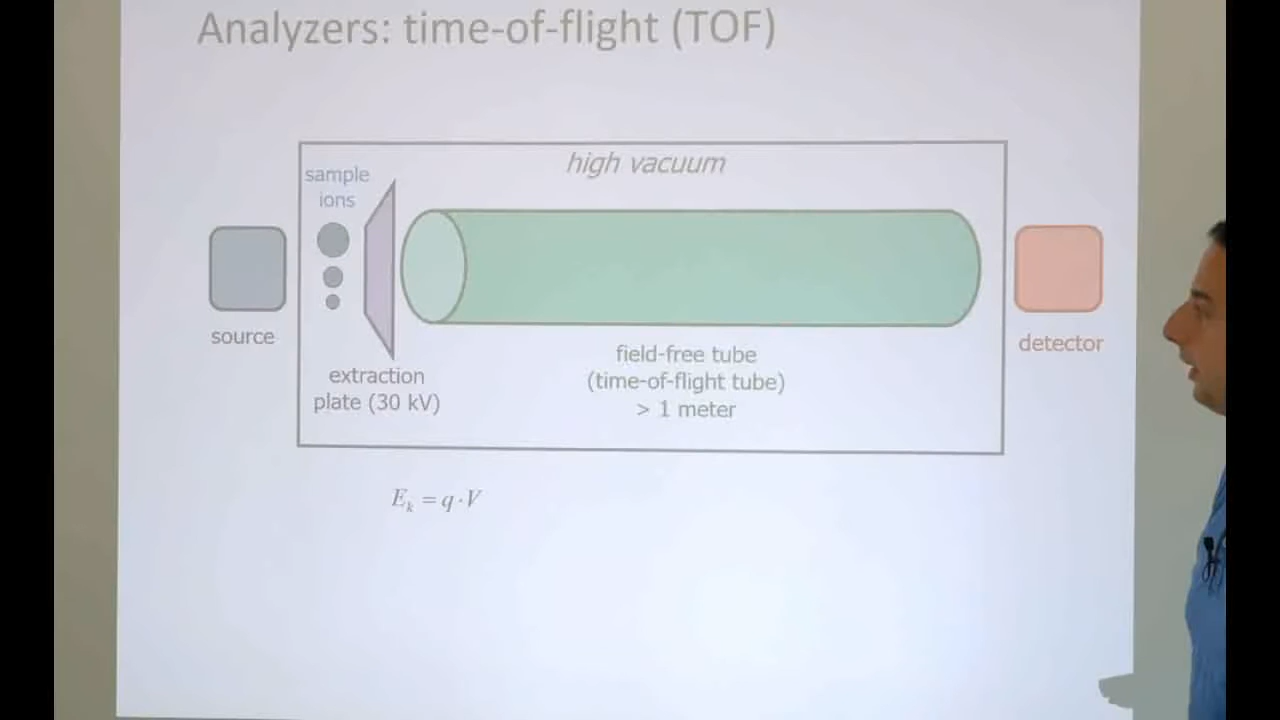 Analyzers: time-of-flight (TOF)
high vacuum
sample
ions
source
extraction
plate (30 kV)
field-free tube
(time-of-flight tube)
> 1 meter
detector
E_k = q · V